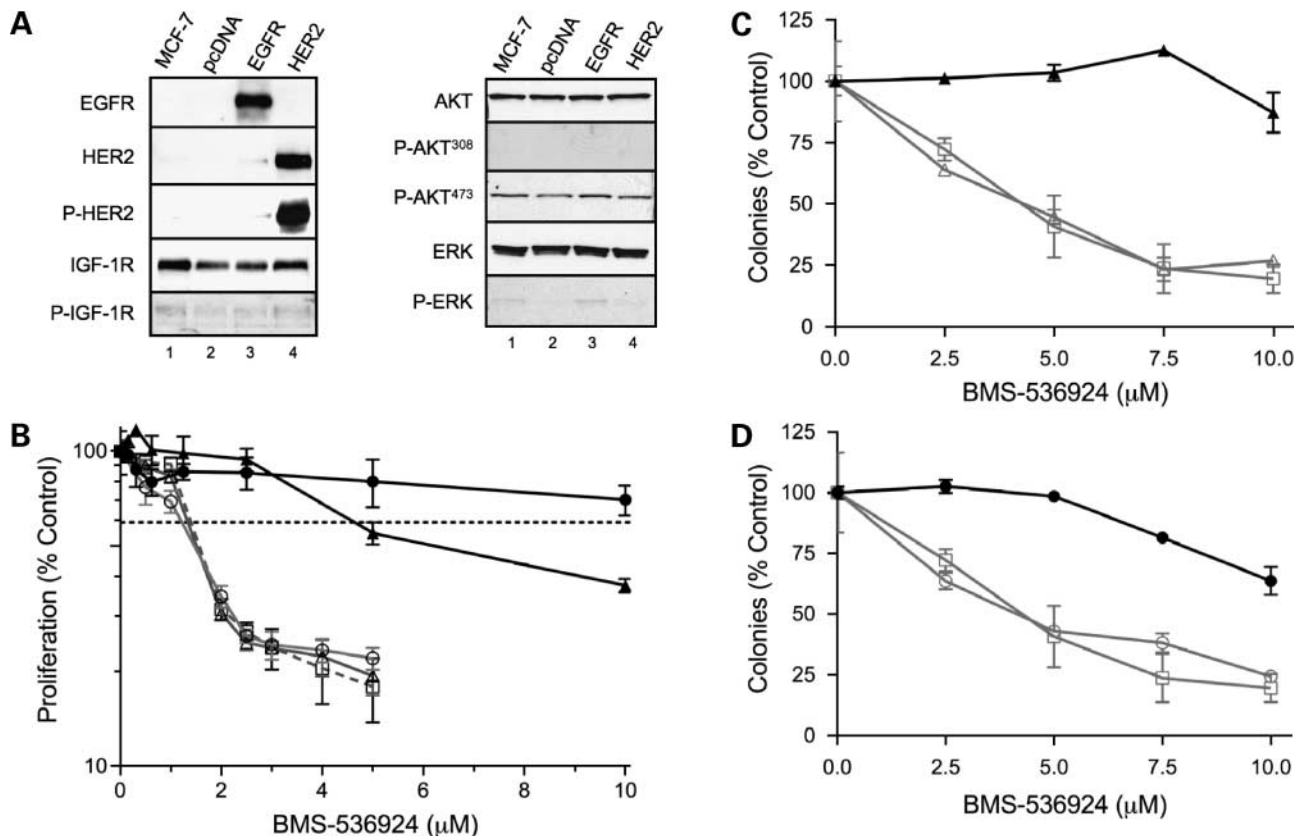 A
MCF-7 pcDNA EGFR HER2
EGFR
HER2
P-HER2
IGF-1R
P-IGF-1R
1 2 3 4
MCF-7 pcDNA EGFR HER2
AKT
P-AKT³⁰⁸
P-AKT⁴⁷³
ERK
P-ERK
1 2 3 4
B
Proliferation (% Control)
100
10
0 2 4 6 8 10
BMS-536924 (μM)
C
Colonies (% Control)
125
100
75
50
25
0
0.0 2.5 5.0 7.5 10.0
BMS-536924 (μM)
D
Colonies (% Control)
125
100
75
50
25
0
0.0 2.5 5.0 7.5 10.0
BMS-536924 (μM)